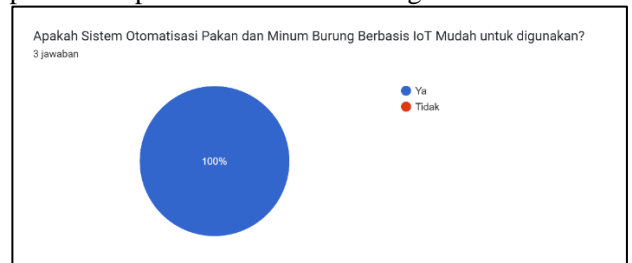 Apakah Sistem Otomatisasi Pakan dan Minum Burung Berbasis IoT Mudah untuk digunakan?
3 jawaban
Ya
Tidak
100%